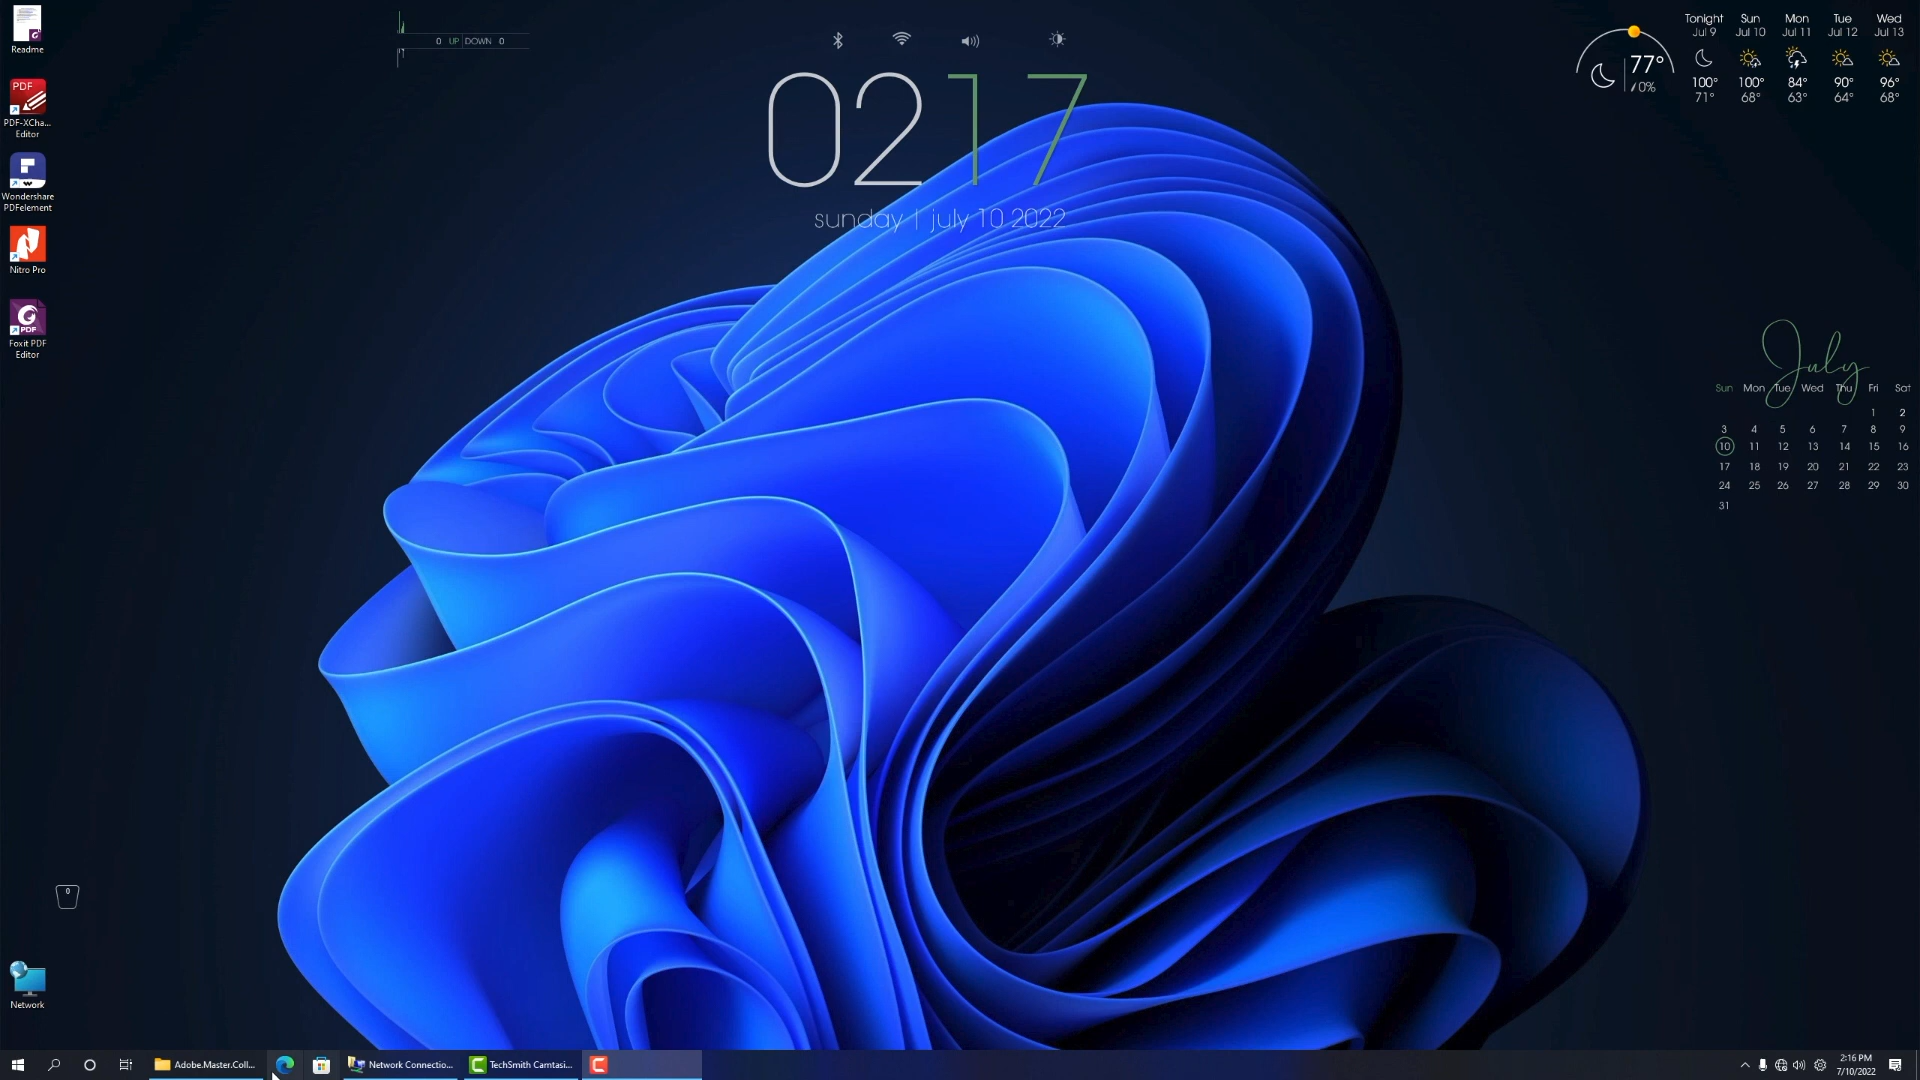 Readme
PDF
PDF-XCha...
Editor
Wondershare
PDFelement
Nitro Pro
PDF
Foxit PDF
Editor
0
Network
0 UP | DOWN 0
0217
sunday | july 10 2022
77°
/0%
Tonight Sun Mon Tue Wed
Jul 9 Jul 10 Jul 11 Jul 12 Jul 13
100° 100° 84° 90° 96°
71° 68° 63° 64° 68°
July
Sun Mon Tue Wed Thu Fri Sat
1 2
3 4 5 6 7 8 9
10 11 12 13 14 15 16
17 18 19 20 21 22 23
24 25 26 27 28 29 30
31
Adobe.Master.Coll...
Network Connectio...
TechSmith Camtasi...
2:16 PM
7/10/2022